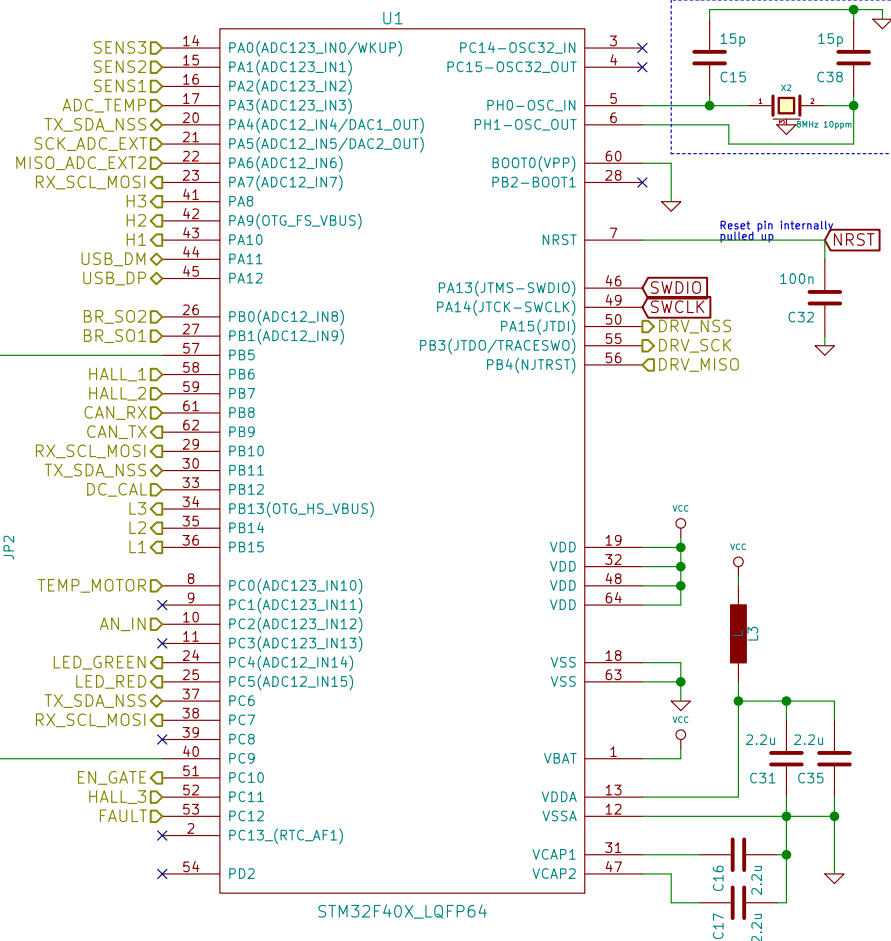 U1
SENS3 14 PA0(ADC123_IN0/WKUP)
SENS2 15 PA1(ADC123_IN1)
SENS1 16 PA2(ADC123_IN2)
ADC_TEMP 17 PA3(ADC123_IN3)
TX_SDA_NSS 20 PA4(ADC12_IN4/DAC1_OUT)
SCK_ADC_EXT 21 PA5(ADC12_IN5/DAC2_OUT)
MISO_ADC_EXT2 22 PA6(ADC12_IN6)
RX_SCL_MOSI 23 PA7(ADC12_IN7)
H3 41 PA8
H2 42 PA9(OTG_FS_VBUS)
H1 43 PA10
USB_DM 44 PA11
USB_DP 45 PA12
BR_SO2 26 PB0(ADC12_IN8)
BR_SO1 27 PB1(ADC12_IN9)
57 PB5
HALL_1 58 PB6
HALL_2 59 PB7
CAN_RX 61 PB8
CAN_TX 62 PB9
RX_SCL_MOSI 29 PB10
TX_SDA_NSS 30 PB11
DC_CAL 33 PB12
L3 34 PB13(OTG_HS_VBUS)
L2 35 PB14
L1 36 PB15
JP2
TEMP_MOTOR 8 PC0(ADC123_IN10)
9 PC1(ADC123_IN11)
AN_IN 10 PC2(ADC123_IN12)
11 PC3(ADC123_IN13)
LED_GREEN 24 PC4(ADC12_IN14)
LED_RED 25 PC5(ADC12_IN15)
TX_SDA_NSS 37 PC6
RX_SCL_MOSI 38 PC7
39 PC8
40 PC9
EN_GATE 51 PC10
HALL_3 52 PC11
FAULT 53 PC12
2 PC13_(RTC_AF1)
54 PD2
PC14-OSC32_IN 3
PC15-OSC32_OUT 4
PH0-OSC_IN 5
PH1-OSC_OUT 6
BOOT0(VPP) 60
PB2-BOOT1 28
NRST 7
PA13(JTMS-SWDIO) 46 SWDIO
PA14(JTCK-SWCLK) 49 SWCLK
PA15(JTDI) 50 DRV_NSS
PB3(JTDO/TRACESWO) 55 DRV_SCK
PB4(NJTRST) 56 DRV_MISO
VDD 19
VDD 32
VDD 48
VDD 64
VSS 18
VSS 63
VBAT 1
VDDA 13
VSSA 12
VCAP1 31
VCAP2 47
STM32F40X_LQFP64
15p
C15
15p
C38
X2
1 2
8MHz 10ppm
Reset pin internally
pulled up
NRST
100n
C32
VCC
VCC
L3
VCC
2.2u
C31
2.2u
C35
C16
2.2u
C17
2.2u